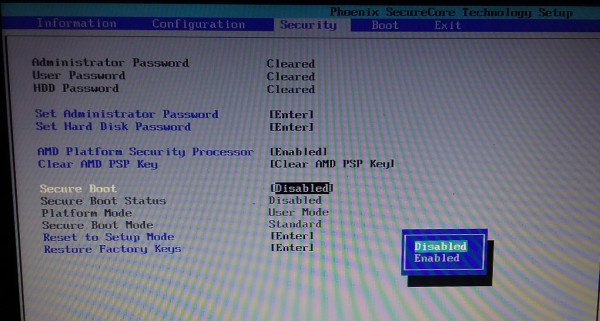 Phoenix SecureCore Technology Setup
Information Configuration Security Boot Exit
Administrator Password Cleared
User Password Cleared
HDD Password Cleared
Set Administrator Password [Enter]
Set Hard Disk Password [Enter]
AMD Platform Security Processor [Enabled]
Clear AMD PSP Key [Clear AMD PSP Key]
Secure Boot [Disabled]
Secure Boot Status Disabled
Platform Mode User Mode
Secure Boot Mode Standard
Reset to Setup Mode [Enter]
Restore Factory Keys [Enter]
Disabled
Enabled